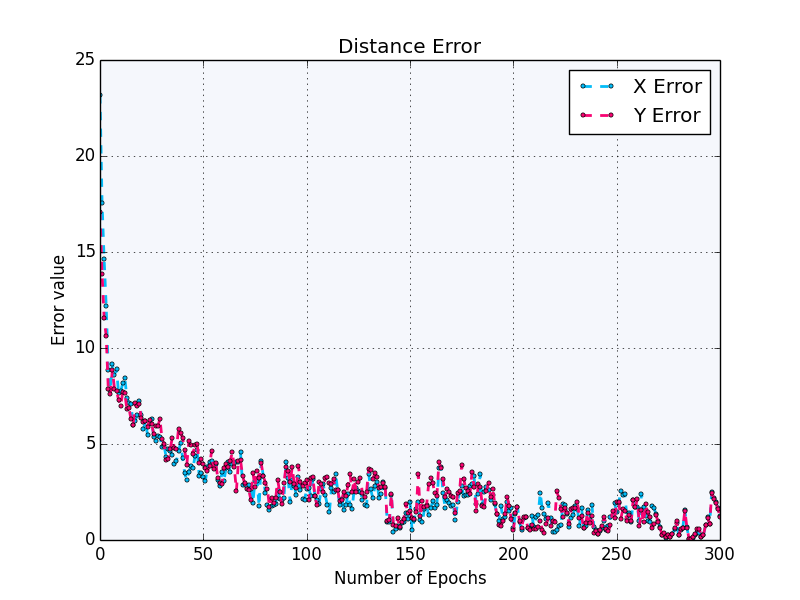 Distance Error
25
20
15
10
5
0
Error value
X Error
Y Error
0 50 100 150 200 250 300
Number of Epochs